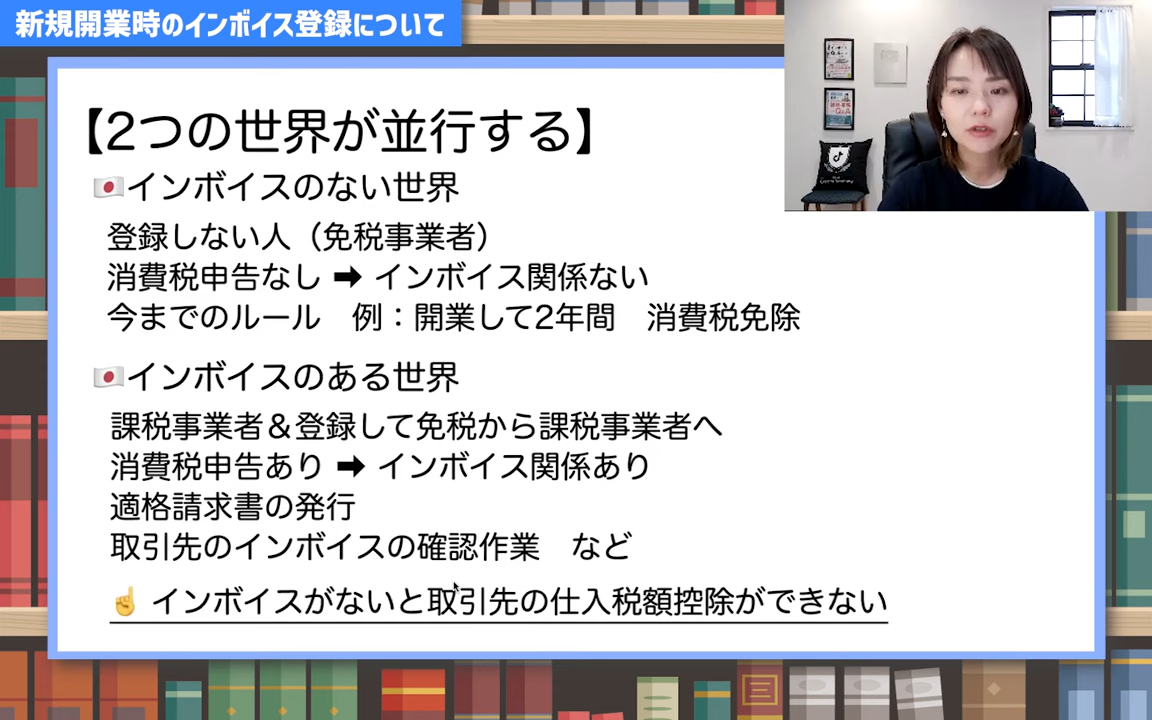 新規開業時のインボイス登録について
【2つの世界が並行する】
🇯🇵インボイスのない世界
登録しない人（免税事業者）
消費税申告なし ➡ インボイス関係ない
今までのルール　例：開業して2年間　消費税免除
🇯🇵インボイスのある世界
課税事業者＆登録して免税から課税事業者へ
消費税申告あり ➡ インボイス関係あり
適格請求書の発行
取引先のインボイスの確認作業　など
☝ インボイスがないと取引先の仕入税額控除ができない